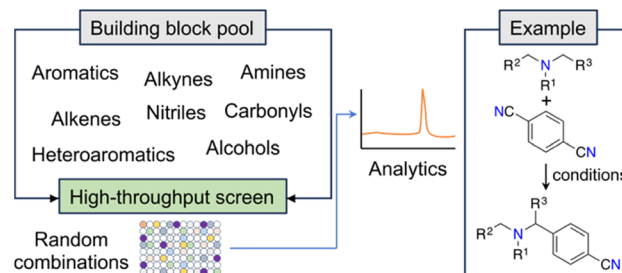 Building block pool
Aromatics
Alkynes
Amines
Alkenes
Nitriles
Carbonyls
Heteroaromatics
Alcohols
High-throughput screen
Random
combinations
Analytics
Example
R² N R³
R¹
+
NC
CN
conditions
R³
R² N
R¹
CN